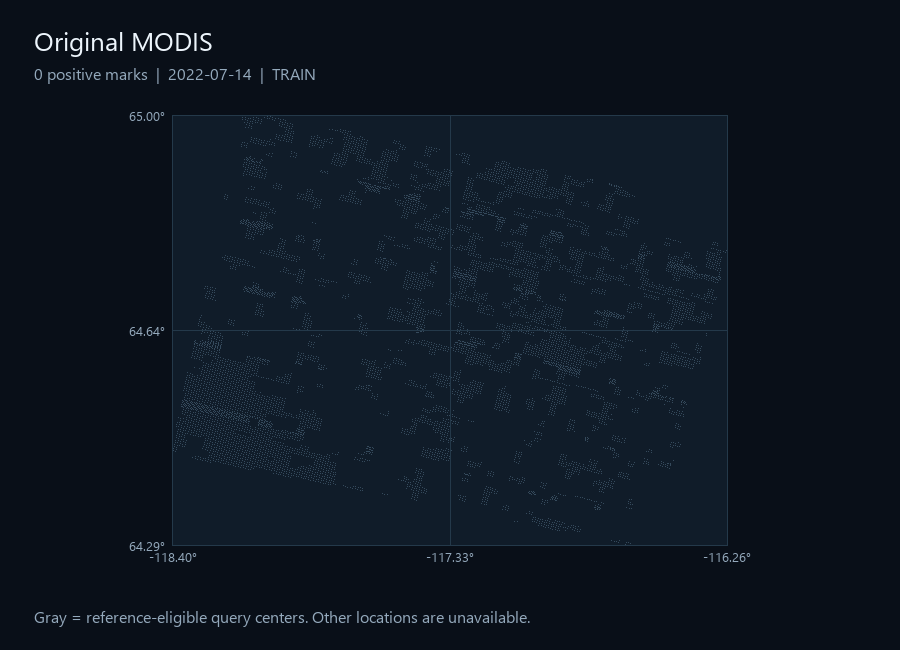 Original MODIS
0 positive marks | 2022-07-14 | TRAIN
65.00°
64.64°
64.29°
-118.40°
-117.33°
-116.26°
Gray = reference-eligible query centers. Other locations are unavailable.